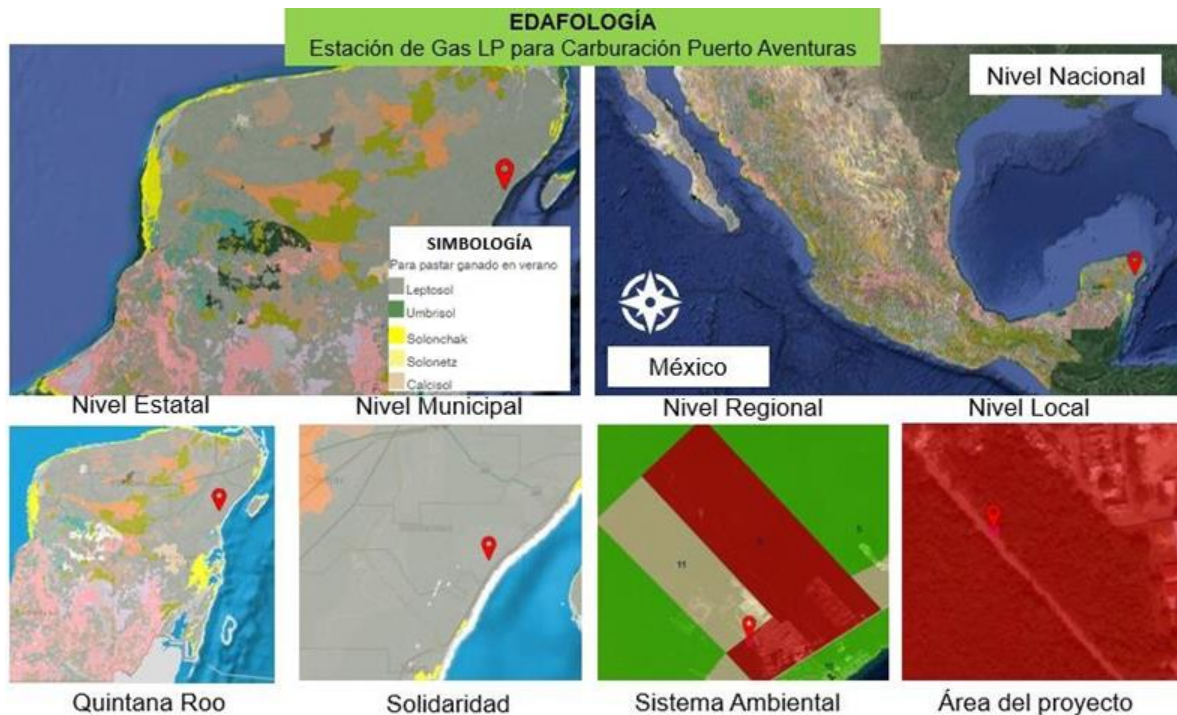 EDAFOLOGÍA
Estación de Gas LP para Carburación Puerto Aventuras
Nivel Nacional
SIMBOLOGÍA
Para pastar ganado en verano
Leptosol
Umbrisol
Solonchak
Solonetz
Calcisol
México
Nivel Estatal
Nivel Municipal
Nivel Regional
Nivel Local
11
5
Quintana Roo
Solidaridad
Sistema Ambiental
Área del proyecto